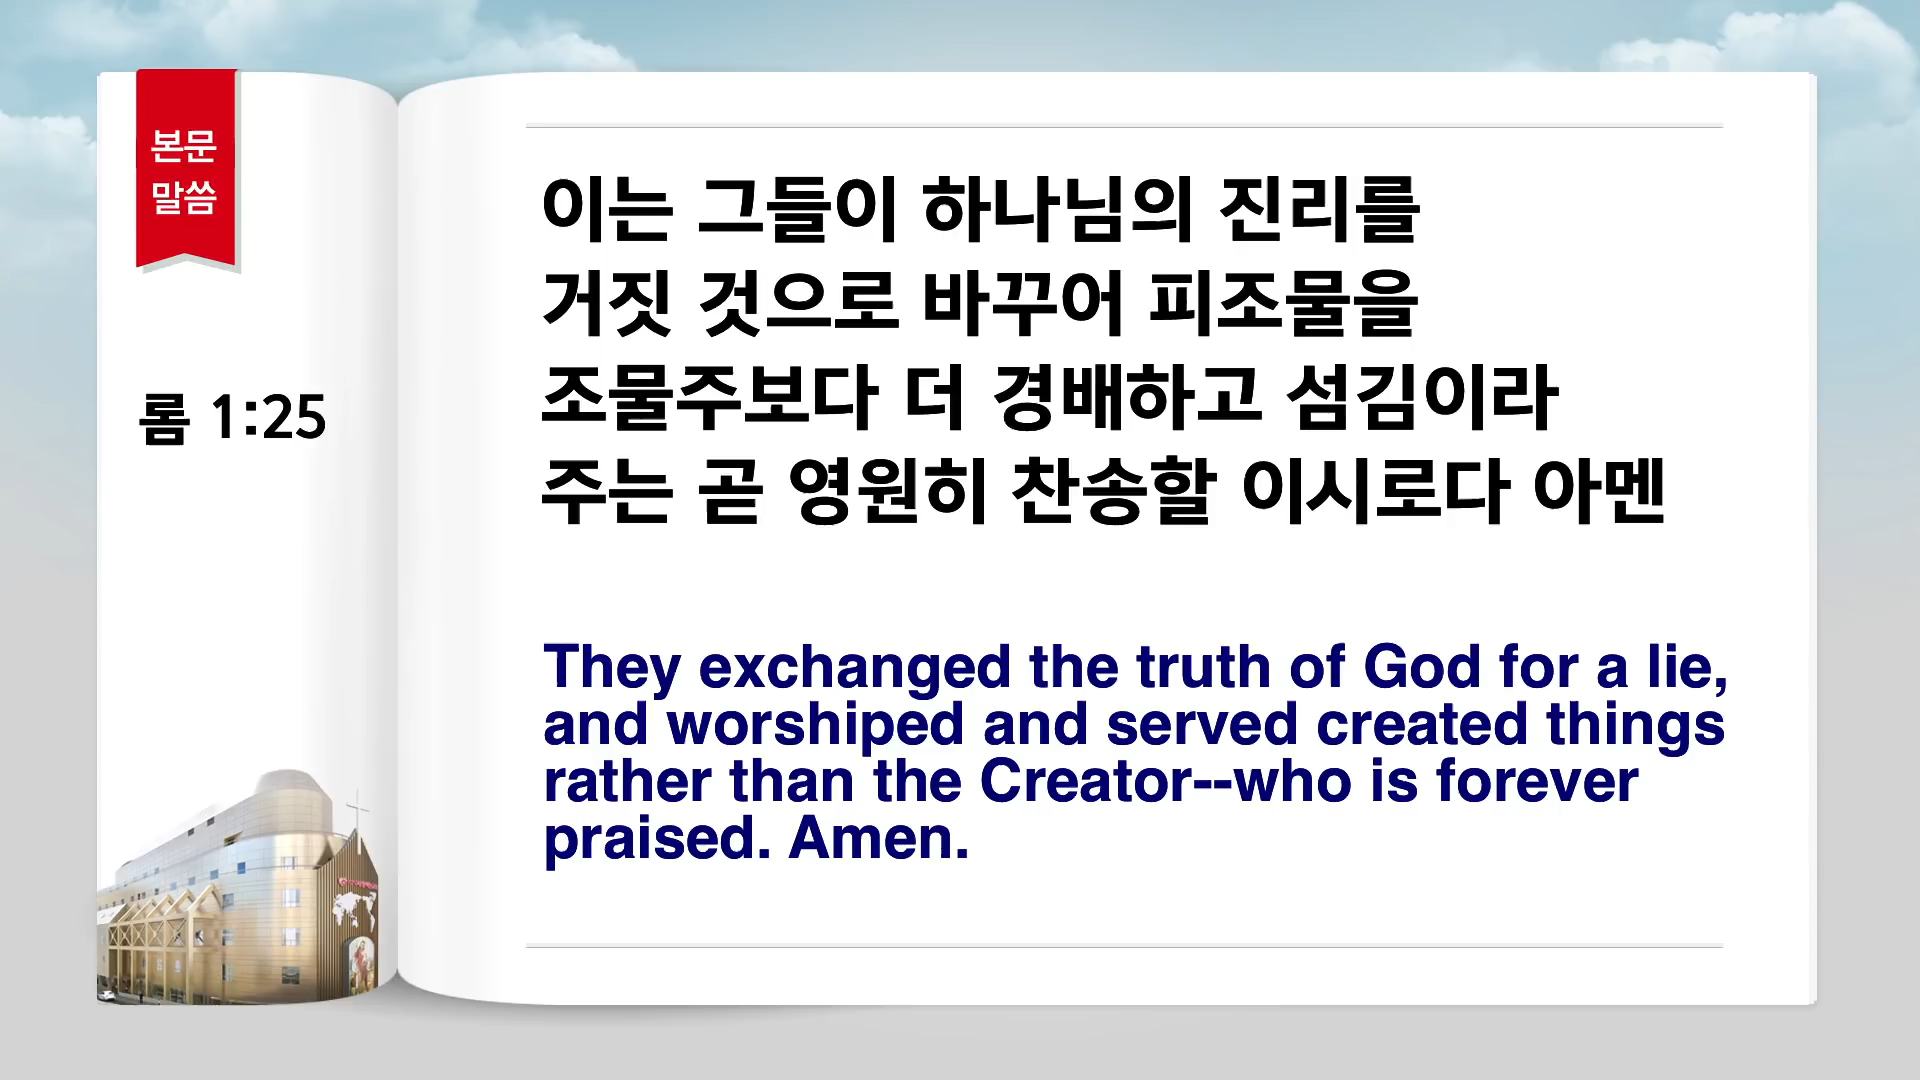 본문
말씀
롬 1:25
이는 그들이 하나님의 진리를
거짓 것으로 바꾸어 피조물을
조물주보다 더 경배하고 섬김이라
주는 곧 영원히 찬송할 이시로다 아멘
They exchanged the truth of God for a lie,
and worshiped and served created things
rather than the Creator--who is forever
praised. Amen.